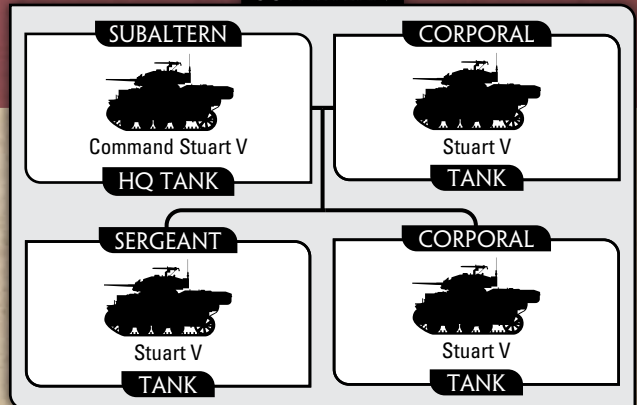 SUBALTERN
Command Stuart V
HQ TANK
CORPORAL
Stuart V
TANK
SERGEANT
Stuart V
TANK
CORPORAL
Stuart V
TANK